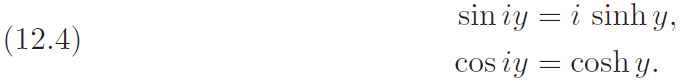 sin iy = i sinh y,
(12.4)
cos iy = cosh y.